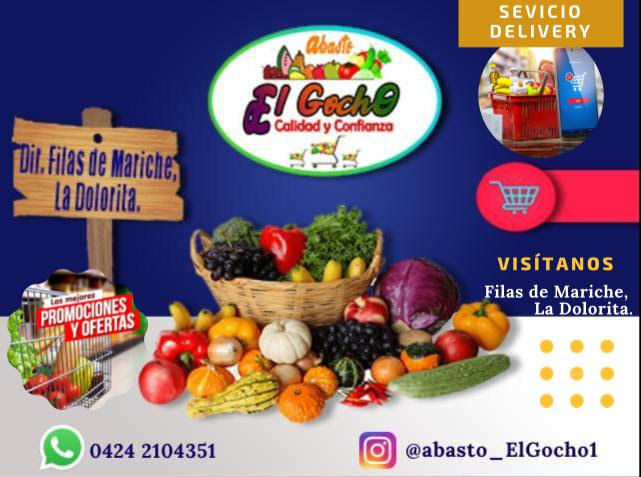 SEVICIO
DELIVERY
abasto
El GochO
Calidad y Confianza
Dir. Filas de Mariche,
La Dolorita.
VISÍTANOS
Filas de Mariche,
La Dolorita.
Las mejores
PROMOCIONES
Y OFERTAS
0424 2104351
@abasto_ElGocho1